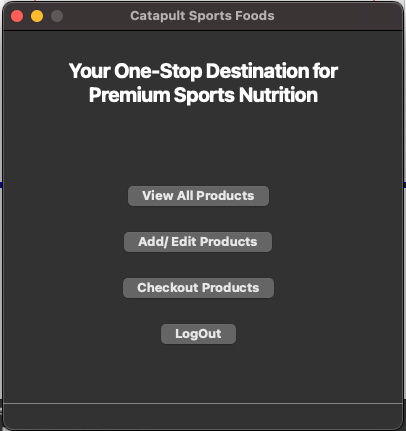 Catapult Sports Foods
Your One-Stop Destination for
Premium Sports Nutrition
View All Products
Add/ Edit Products
Checkout Products
LogOut